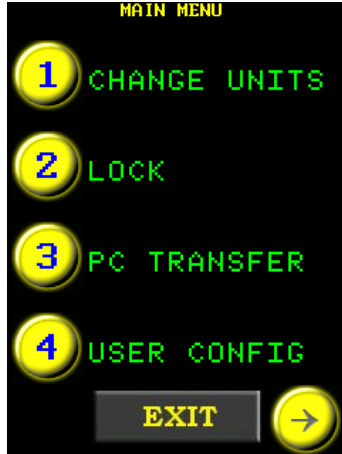 MAIN MENU
1 CHANGE UNITS
2 LOCK
3 PC TRANSFER
4 USER CONFIG
EXIT →